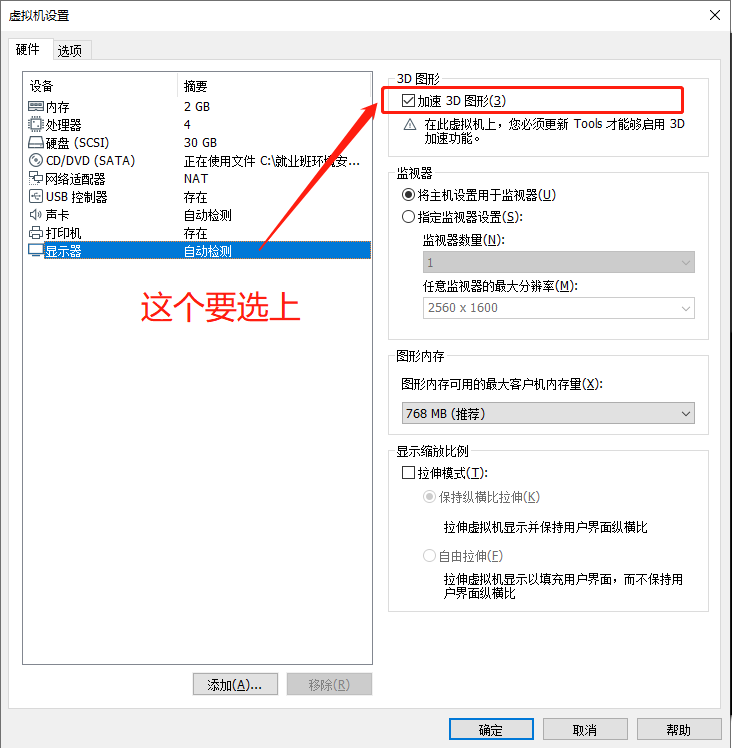 虚拟机设置
硬件 选项
设备 摘要
内存 2 GB
处理器 4
硬盘 (SCSI) 30 GB
CD/DVD (SATA) 正在使用文件 C:\就业班环境安...
网络适配器 NAT
USB 控制器 存在
声卡 自动检测
打印机 存在
显示器 自动检测
这个要选上
添加(A)... 移除(R)
3D 图形
加速 3D 图形(3)
在此虚拟机上，您必须更新 Tools 才能够启用 3D
加速功能。
监视器
将主机设置用于监视器(U)
指定监视器设置(S):
监视器数量(N):
1
任意监视器的最大分辨率(M):
2560 x 1600
图形内存
图形内存可用的最大客户机内存量(X):
768 MB (推荐)
显示缩放比例
拉伸模式(T):
保持纵横比拉伸(K)
拉伸虚拟机显示并保持用户界面纵横比
自由拉伸(F)
拉伸虚拟机显示以填充用户界面，而不保持用
户界面纵横比
确定 取消 帮助